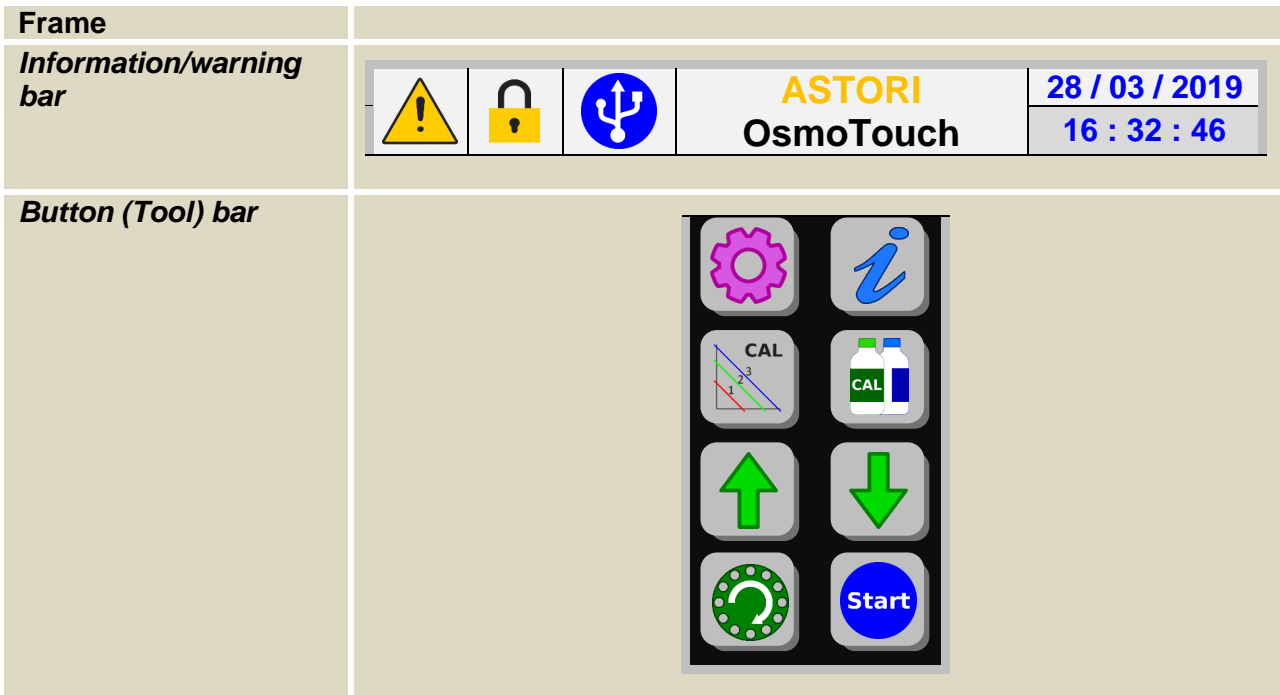 Frame
Information/warning
bar
ASTORI
OsmoTouch
28 / 03 / 2019
16 : 32 : 46
Button (Tool) bar
i
CAL
3
2
1
CAL
Start